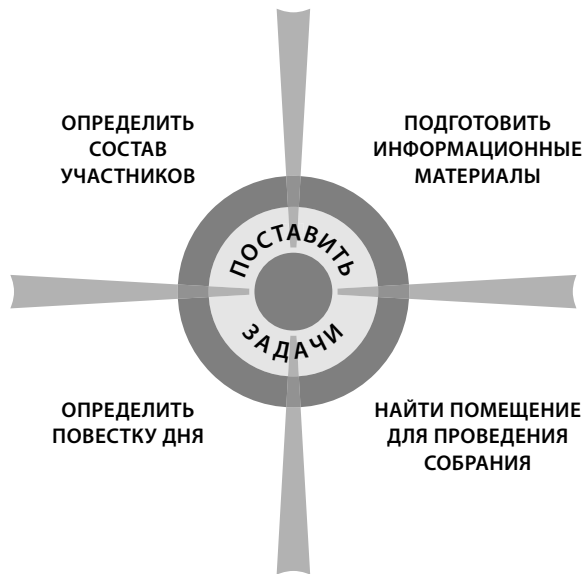 ОПРЕДЕЛИТЬ
СОСТАВ
УЧАСТНИКОВ
ПОДГОТОВИТЬ
ИНФОРМАЦИОННЫЕ
МАТЕРИАЛЫ
ПОСТАВИТЬ
ЗАДАЧИ
ОПРЕДЕЛИТЬ
ПОВЕСТКУ ДНЯ
НАЙТИ ПОМЕЩЕНИЕ
ДЛЯ ПРОВЕДЕНИЯ
СОБРАНИЯ